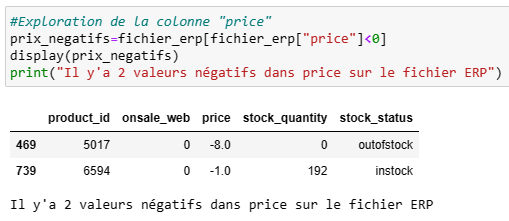 #Exploration de la colonne "price"
prix_negatifs=fichier_erp[fichier_erp["price"]<0]
display(prix_negatifs)
print("Il y'a 2 valeurs négatifs dans price sur le fichier ERP")
product_id onsale_web price stock_quantity stock_status
469 5017 0 -8.0 0 outofstock
739 6594 0 -1.0 192 instock
Il y'a 2 valeurs négatifs dans price sur le fichier ERP